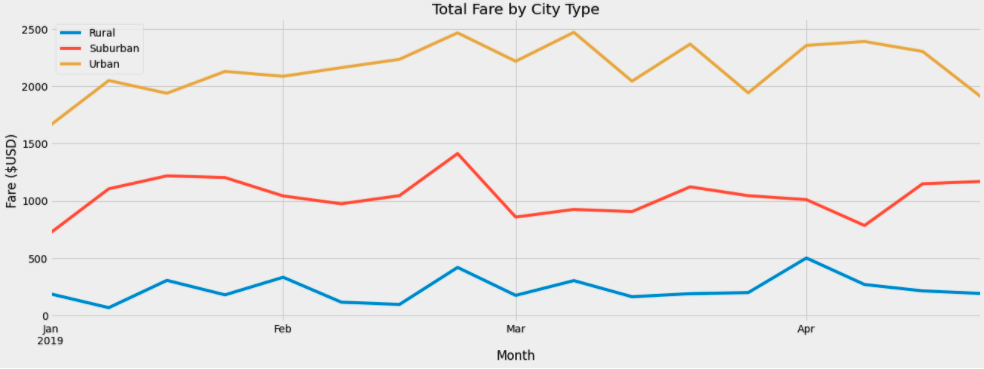 Total Fare by City Type
Rural
Suburban
Urban
Fare ($USD)
2500
2000
1500
1000
500
0
Jan
2019
Feb
Mar
Apr
Month